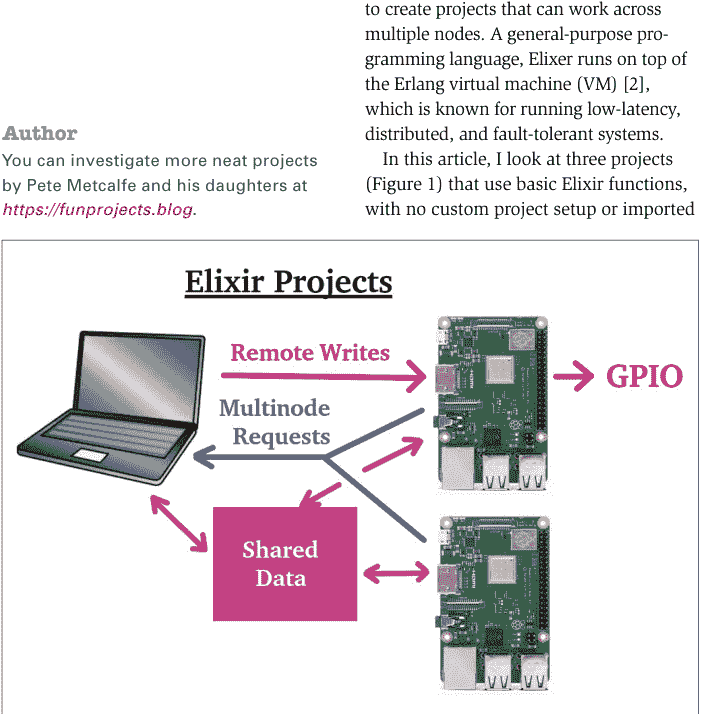 to create projects that can work across
multiple nodes. A general-purpose pro-
gramming language, Elixer runs on top of
the Erlang virtual machine (VM) [2],
which is known for running low-latency,
distributed, and fault-tolerant systems.
In this article, I look at three projects
(Figure 1) that use basic Elixir functions,
with no custom project setup or imported
Author
You can investigate more neat projects
by Pete Metcalfe and his daughters at
https://funprojects.blog.
Elixir Projects
Remote Writes
GPIO
Multinode
Requests
Shared
Data